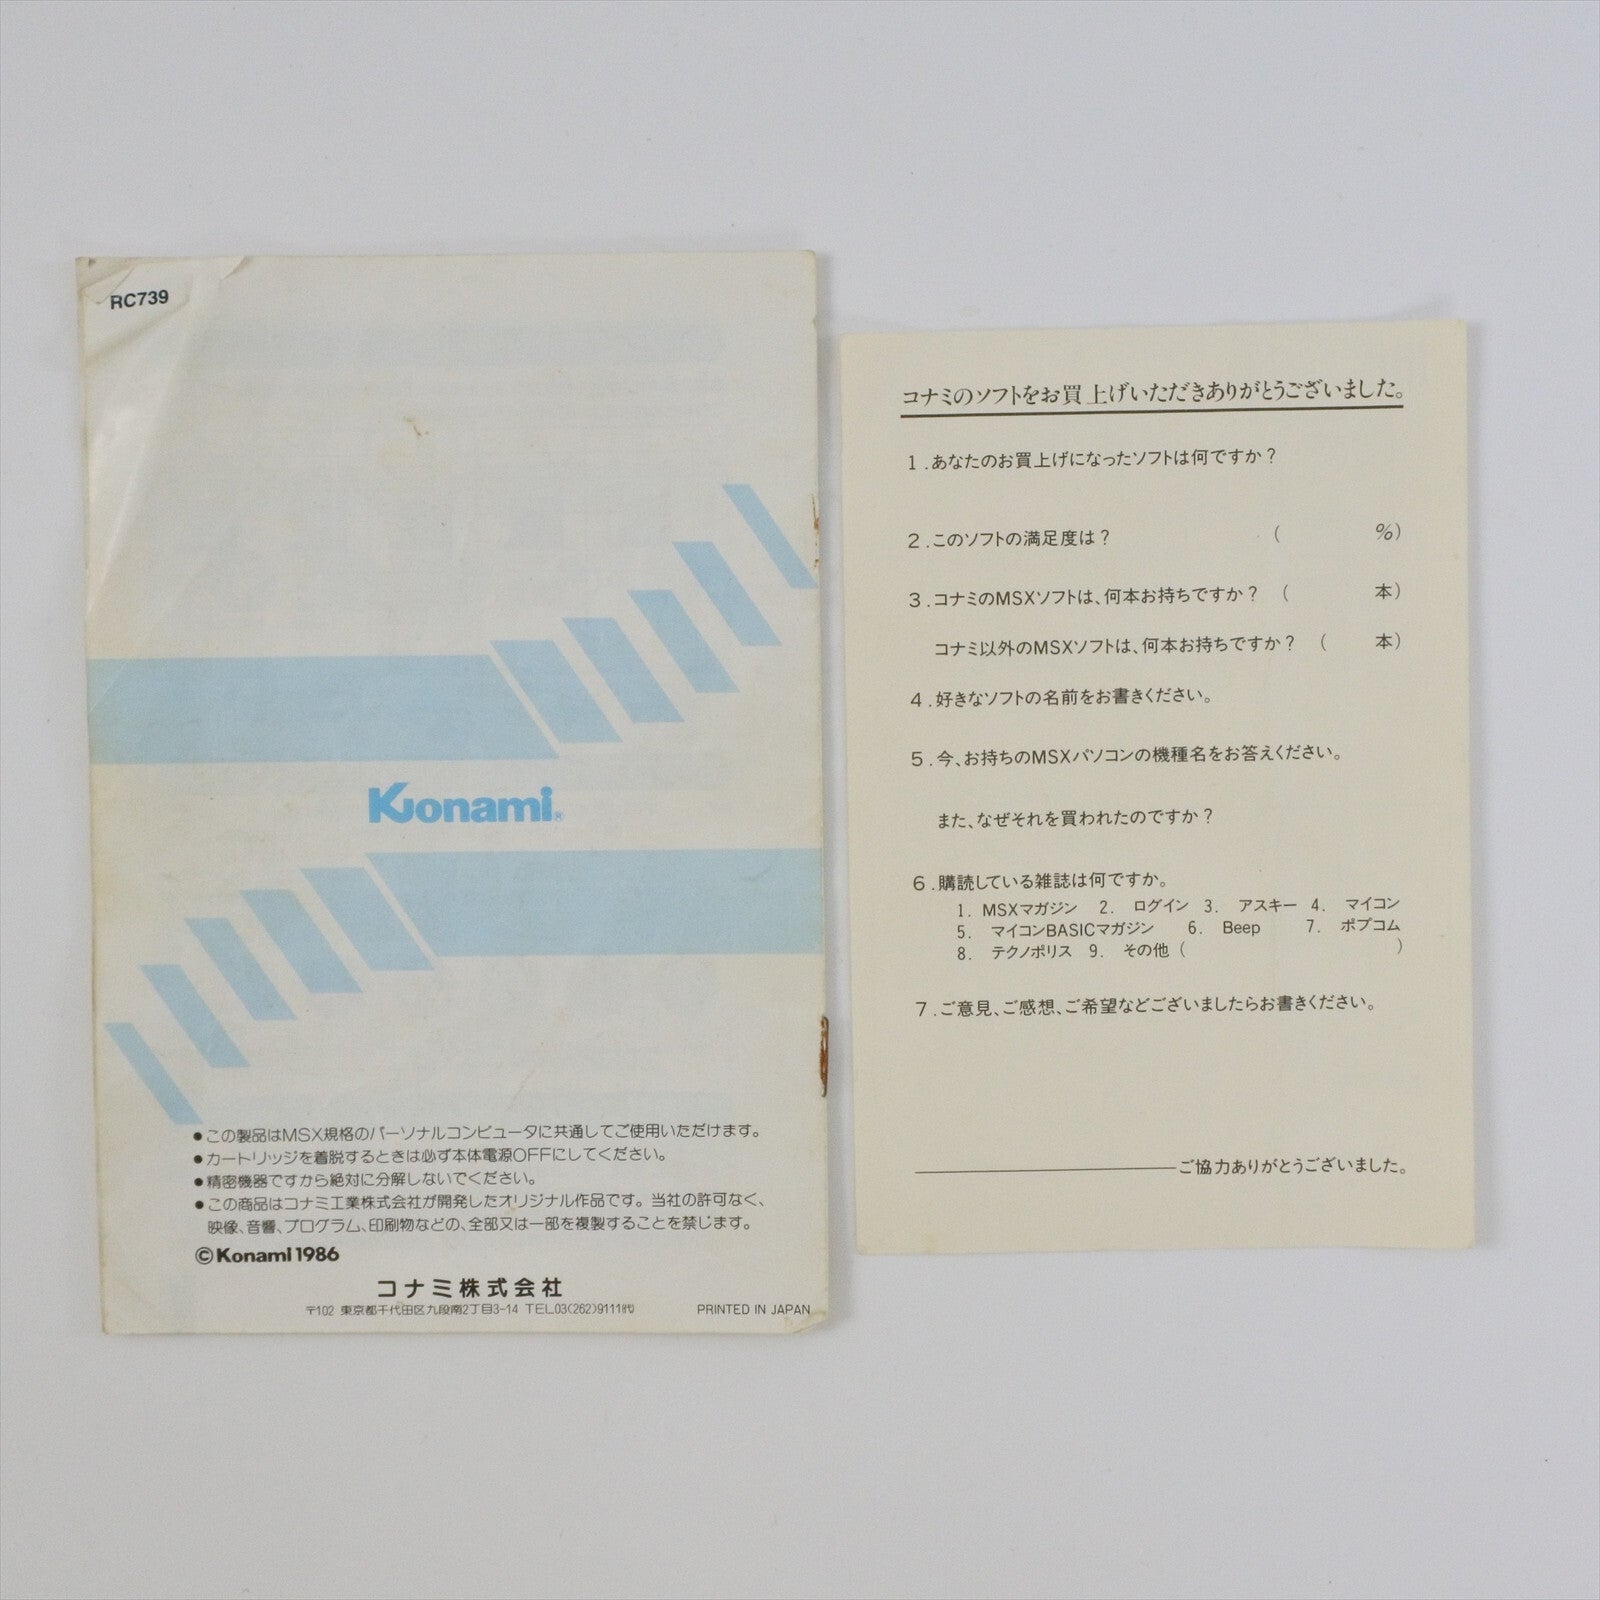 RC739
Konami®
●この製品はMSX規格のパーソナルコンピュータに共通してご使用いただけます。
●カートリッジを着脱するときは必ず本体電源OFFにしてください。
●精密機器ですから絶対に分解しないでください。
●この商品はコナミ工業株式会社が開発したオリジナル作品です。当社の許可なく、
映像、音響、プログラム、印刷物などの、全部又は一部を複製することを禁じます。
©Konami 1986
コナミ株式会社
〒102 東京都千代田区九段南2丁目3-14 TEL.03(262)9111㈹ PRINTED IN JAPAN
コナミのソフトをお買上げいただきありがとうございました。
1.あなたのお買上げになったソフトは何ですか?
2.このソフトの満足度は? ( %)
3.コナミのMSXソフトは、何本お持ちですか? ( 本)
コナミ以外のMSXソフトは、何本お持ちですか? ( 本)
4.好きなソフトの名前をお書きください。
5.今、お持ちのMSXパソコンの機種名をお答えください。
また、なぜそれを買われたのですか?
6.購読している雑誌は何ですか。
1. MSXマガジン 2. ログイン 3. アスキー 4. マイコン
5. マイコンBASICマガジン 6. Beep 7. ポプコム
8. テクノポリス 9. その他 ( )
7.ご意見、ご感想、ご希望などございましたらお書きください。
ご協力ありがとうございました。